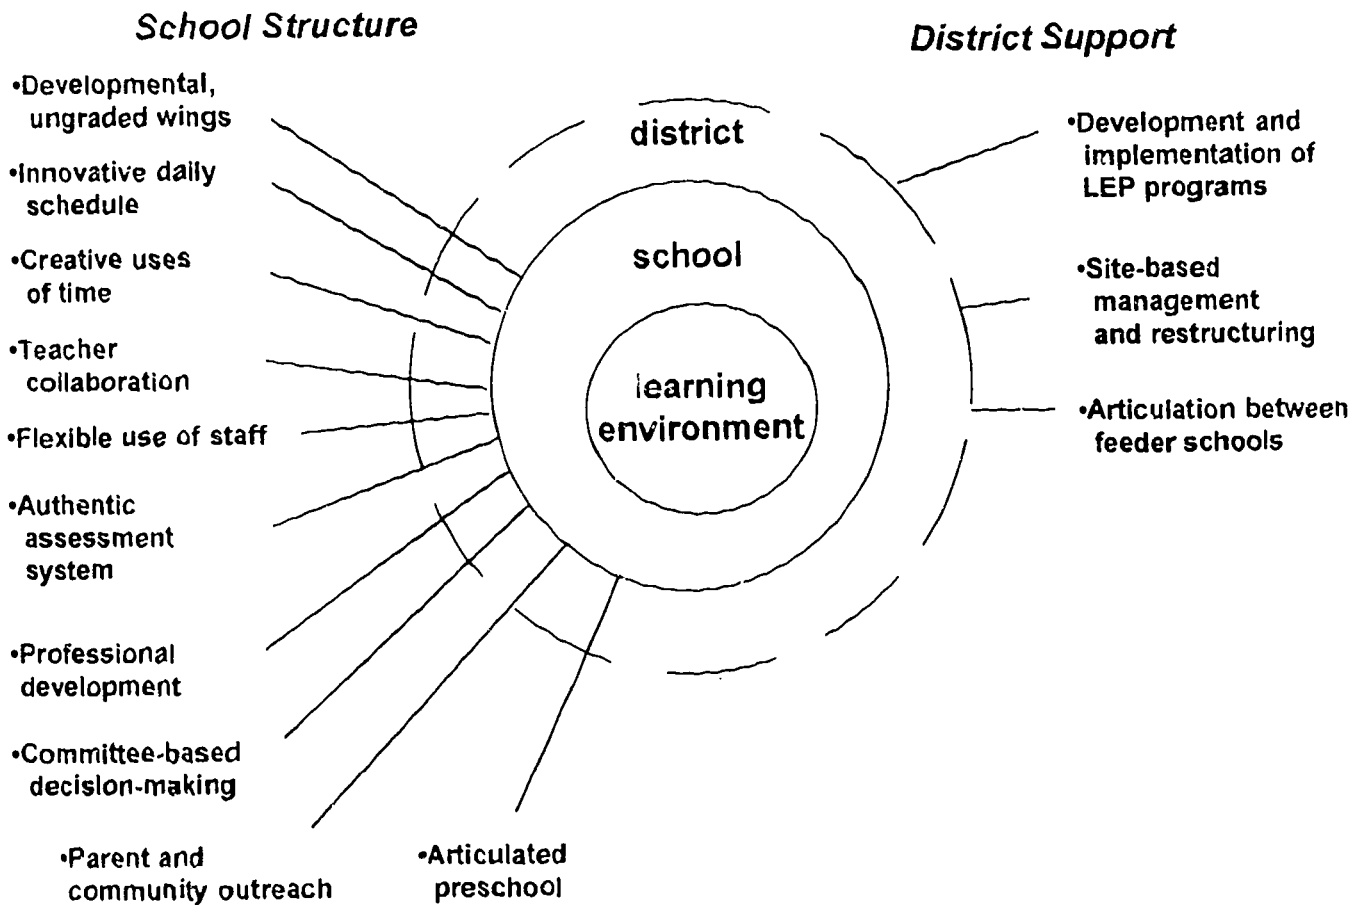 School Structure
•Developmental,
ungraded wings
•Innovative daily
schedule
•Creative uses
of time
•Teacher
collaboration
•Flexible use of staff
•Authentic
assessment
system
•Professional
development
•Committee-based
decision-making
•Parent and
community outreach
•Articulated
preschool
district
school
learning
environment
District Support
•Development and
implementation of
LEP programs
•Site-based
management
and restructuring
•Articulation between
feeder schools